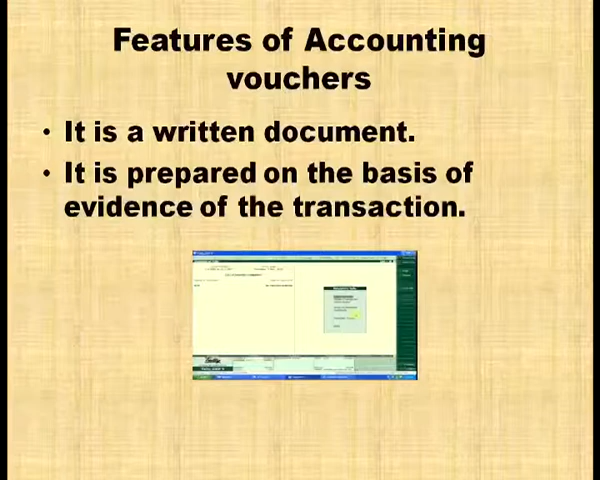 Features of Accounting
vouchers
• It is a written document.
• It is prepared on the basis of
evidence of the transaction.